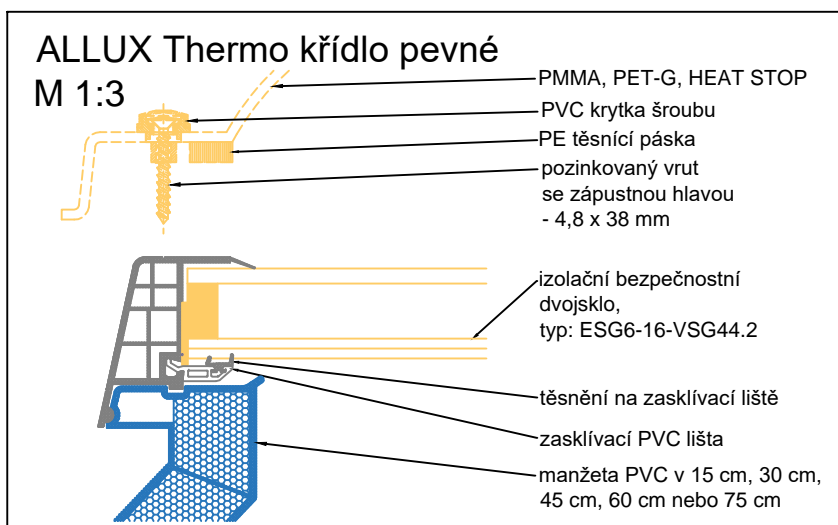 ALLUX Thermo křídlo pevné
M 1:3
PMMA, PET-G, HEAT STOP
PVC krytka šroubu
PE těsnící páska
pozinkovaný vrut
se zápustnou hlavou
- 4,8 x 38 mm
izolační bezpečnostní
dvojsklo,
typ: ESG6-16-VSG44.2
těsnění na zasklívací liště
zasklívací PVC lišta
manžeta PVC v 15 cm, 30 cm,
45 cm, 60 cm nebo 75 cm